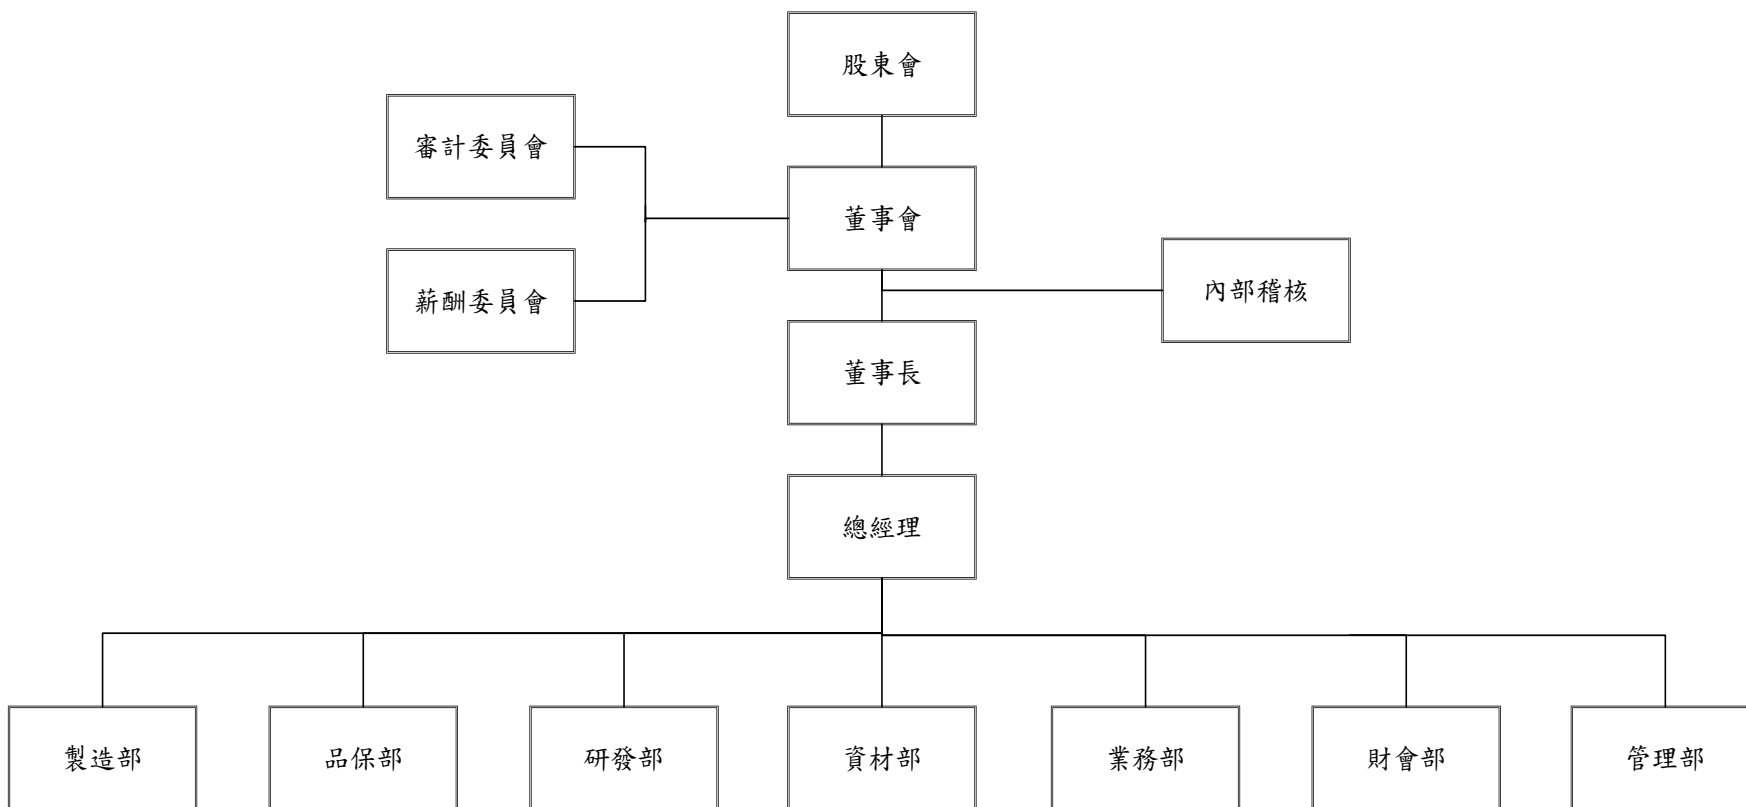 股東會
審計委員會
董事會
薪酬委員會
內部稽核
董事長
總經理
製造部
品保部
研發部
資材部
業務部
財會部
管理部